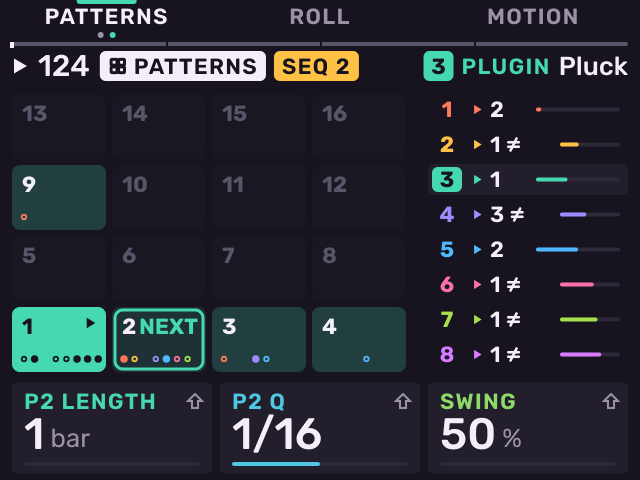 PATTERNS ROLL MOTION
124 PATTERNS SEQ 2 3 PLUGIN Pluck
13 14 15 16
9 10 11 12
5 6 7 8
1 2 NEXT 3 4
1 2
2 1 ≠
3 1
4 3 ≠
5 2
6 1 ≠
7 1 ≠
8 1 ≠
P2 LENGTH P2 Q SWING
1 bar 1/16 50 %